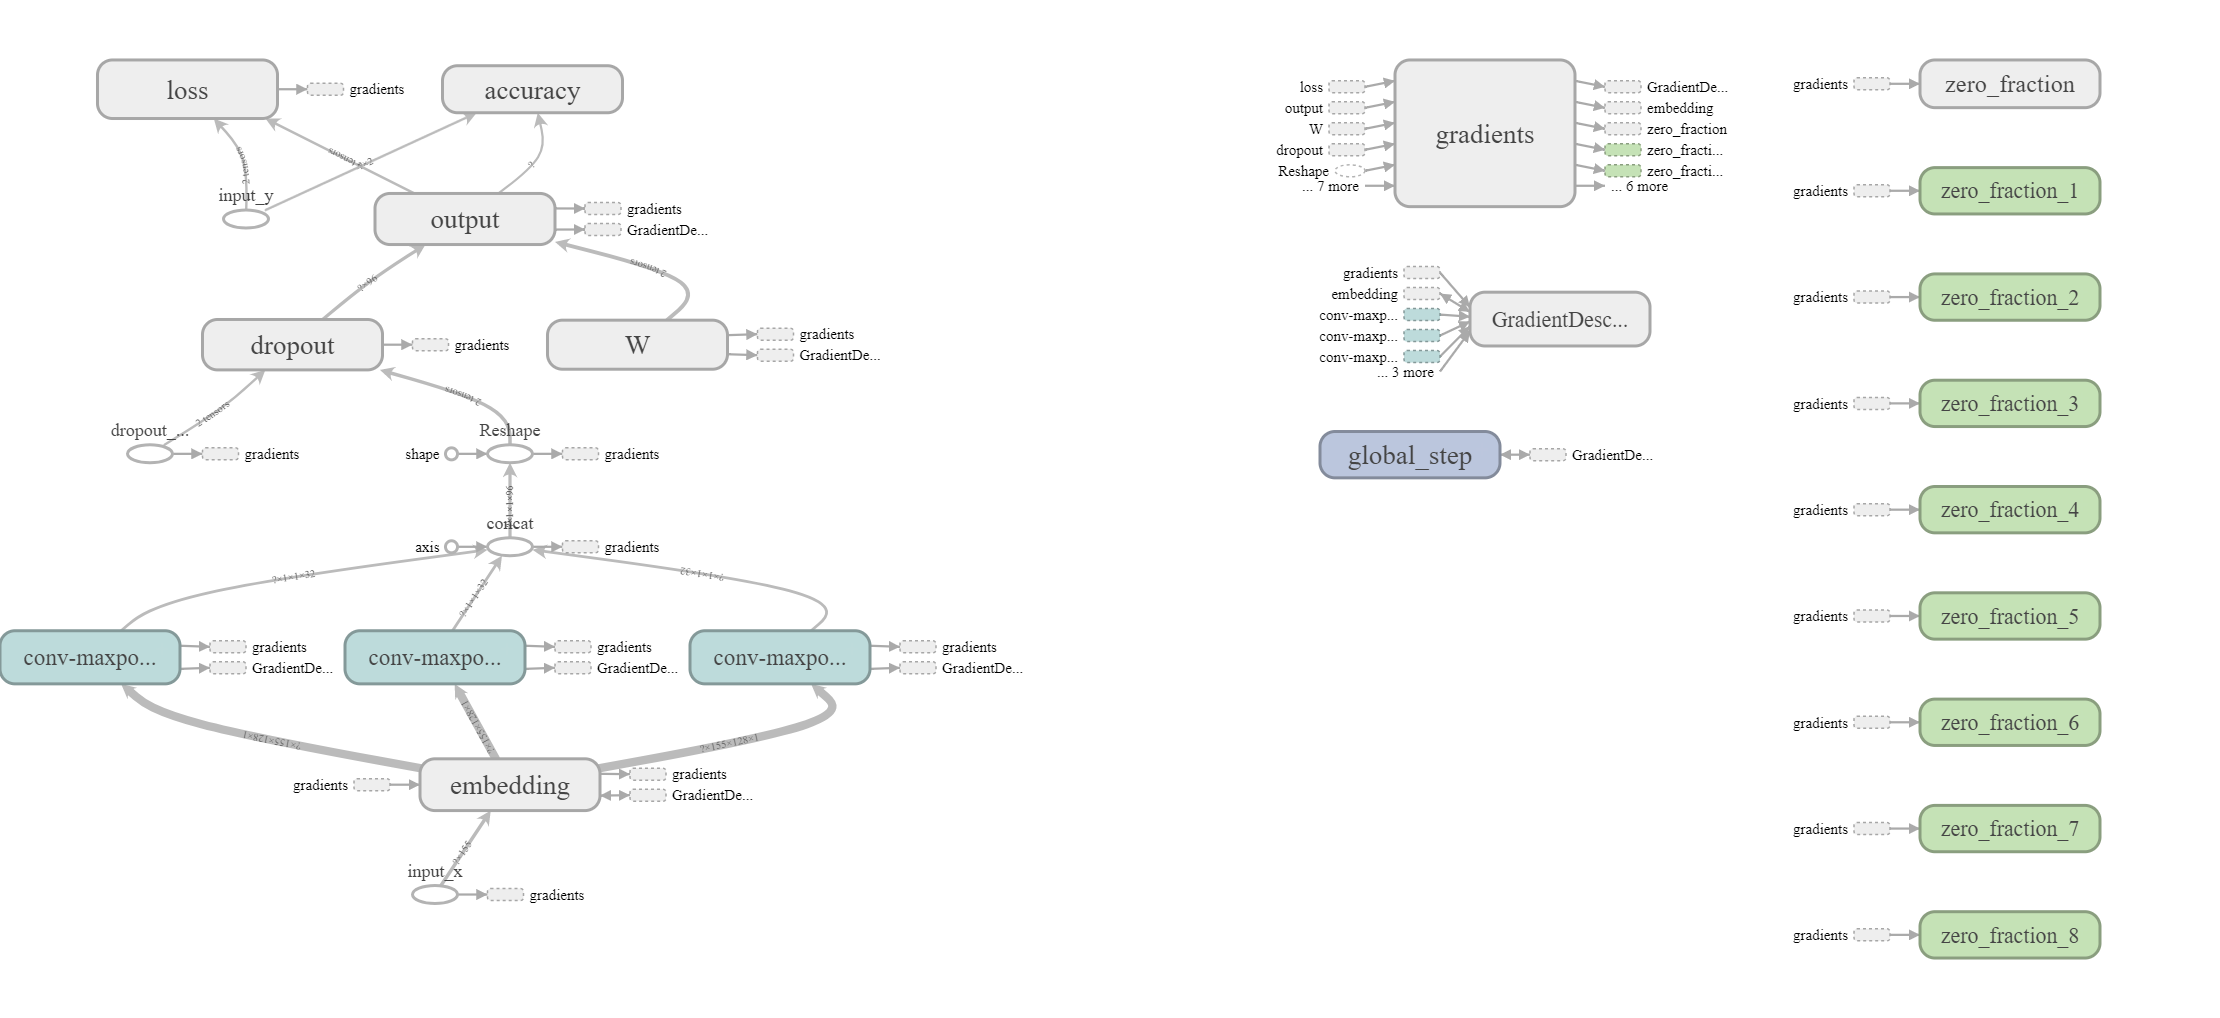 loss
gradients
accuracy
2 tensors
2 tensors
?×2
?
input_y
output
gradients
GradientDe...
?×96
2 tensors
dropout
gradients
W
gradients
GradientDe...
2 tensors
2 tensors
dropout_...
gradients
Reshape
shape
gradients
concat
axis
gradients
?×1×1×32
?×1×1×32
?×1×1×32
conv-maxpo...
gradients
GradientDe...
conv-maxpo...
gradients
GradientDe...
conv-maxpo...
gradients
GradientDe...
?×155×128×1
?×155×128×1
?×155×128×1
gradients
embedding
gradients
GradientDe...
?×155
input_x
gradients
loss
output
W
dropout
Reshape
... 7 more
gradients
GradientDe...
embedding
zero_fraction
zero_fracti...
zero_fracti...
... 6 more
gradients
embedding
conv-maxp...
conv-maxp...
conv-maxp...
... 3 more
GradientDesc...
global_step
GradientDe...
gradients
zero_fraction
gradients
zero_fraction_1
gradients
zero_fraction_2
gradients
zero_fraction_3
gradients
zero_fraction_4
gradients
zero_fraction_5
gradients
zero_fraction_6
gradients
zero_fraction_7
gradients
zero_fraction_8